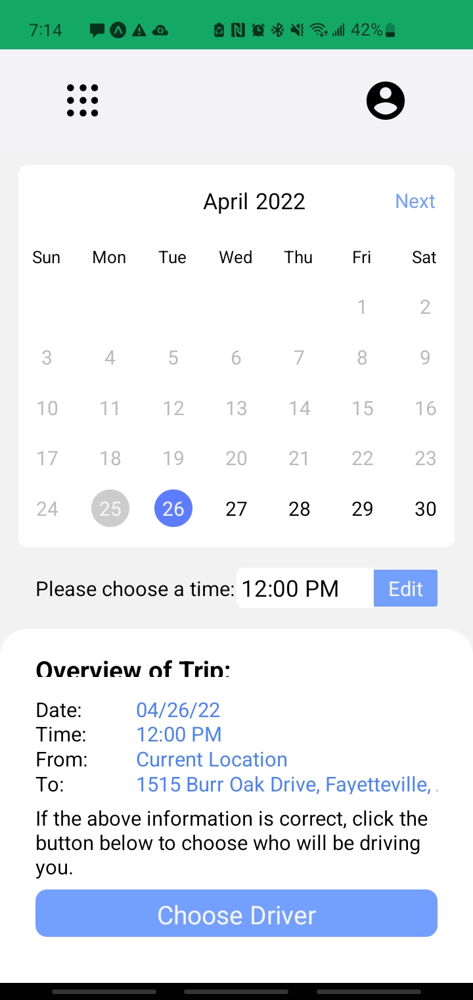 7:14 42%
April 2022 Next
Sun Mon Tue Wed Thu Fri Sat
1 2
3 4 5 6 7 8 9
10 11 12 13 14 15 16
17 18 19 20 21 22 23
24 25 26 27 28 29 30
Please choose a time: 12:00 PM Edit
Overview of Trip:
Date: 04/26/22
Time: 12:00 PM
From: Current Location
To: 1515 Burr Oak Drive, Fayetteville,
If the above information is correct, click the
button below to choose who will be driving
you.
Choose Driver